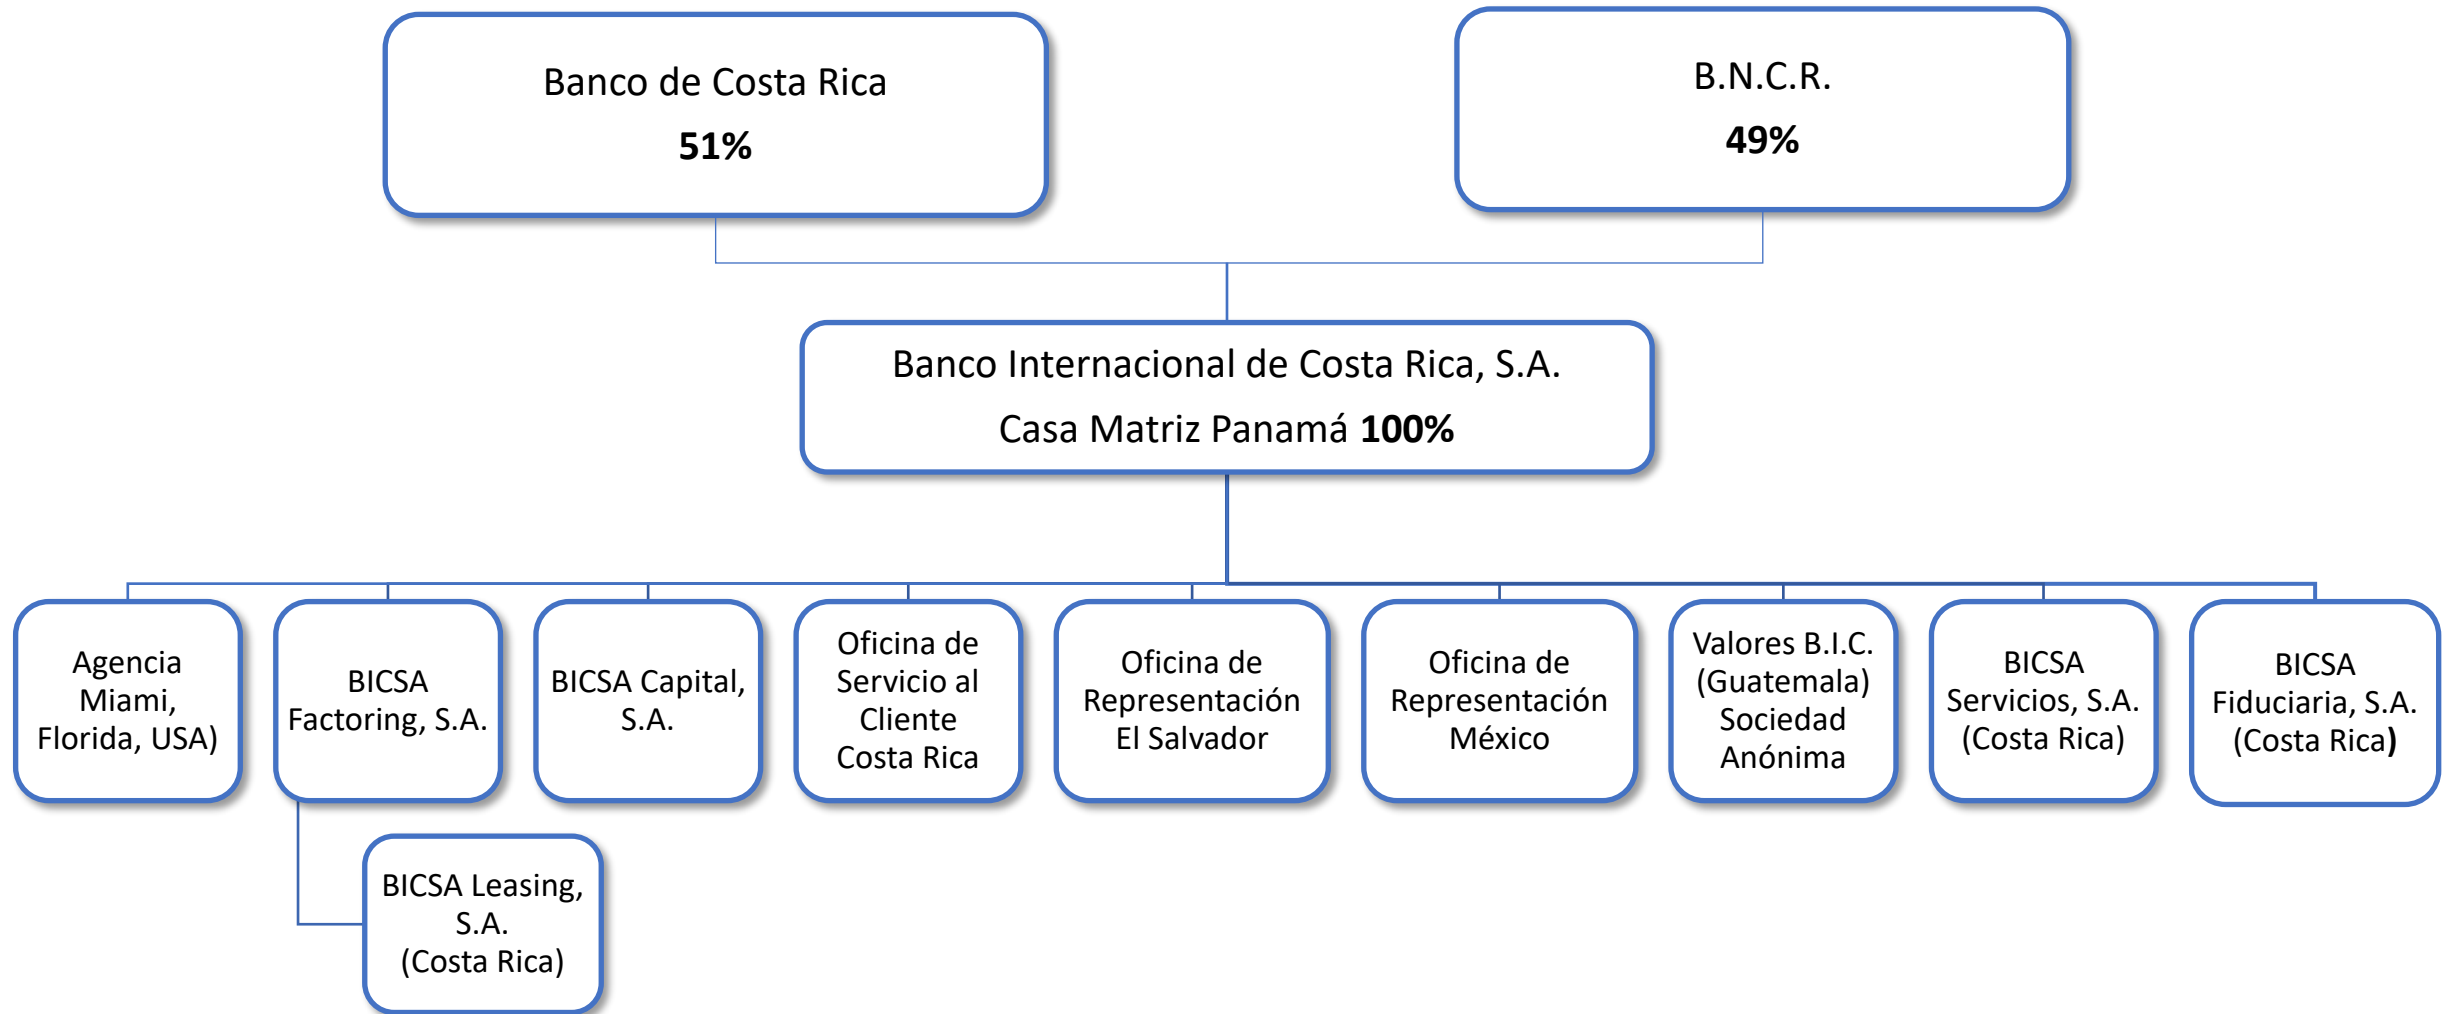 Banco de Costa Rica
51%
B.N.C.R.
49%
Banco Internacional de Costa Rica, S.A.
Casa Matriz Panamá 100%
Agencia
Miami,
Florida, USA)
BICSA
Factoring, S.A.
BICSA Capital,
S.A.
Oficina de
Servicio al
Cliente
Costa Rica
Oficina de
Representación
El Salvador
Oficina de
Representación
México
Valores B.I.C.
(Guatemala)
Sociedad
Anónima
BICSA
Servicios, S.A.
(Costa Rica)
BICSA
Fiduciaria, S.A.
(Costa Rica)
BICSA Leasing,
S.A.
(Costa Rica)